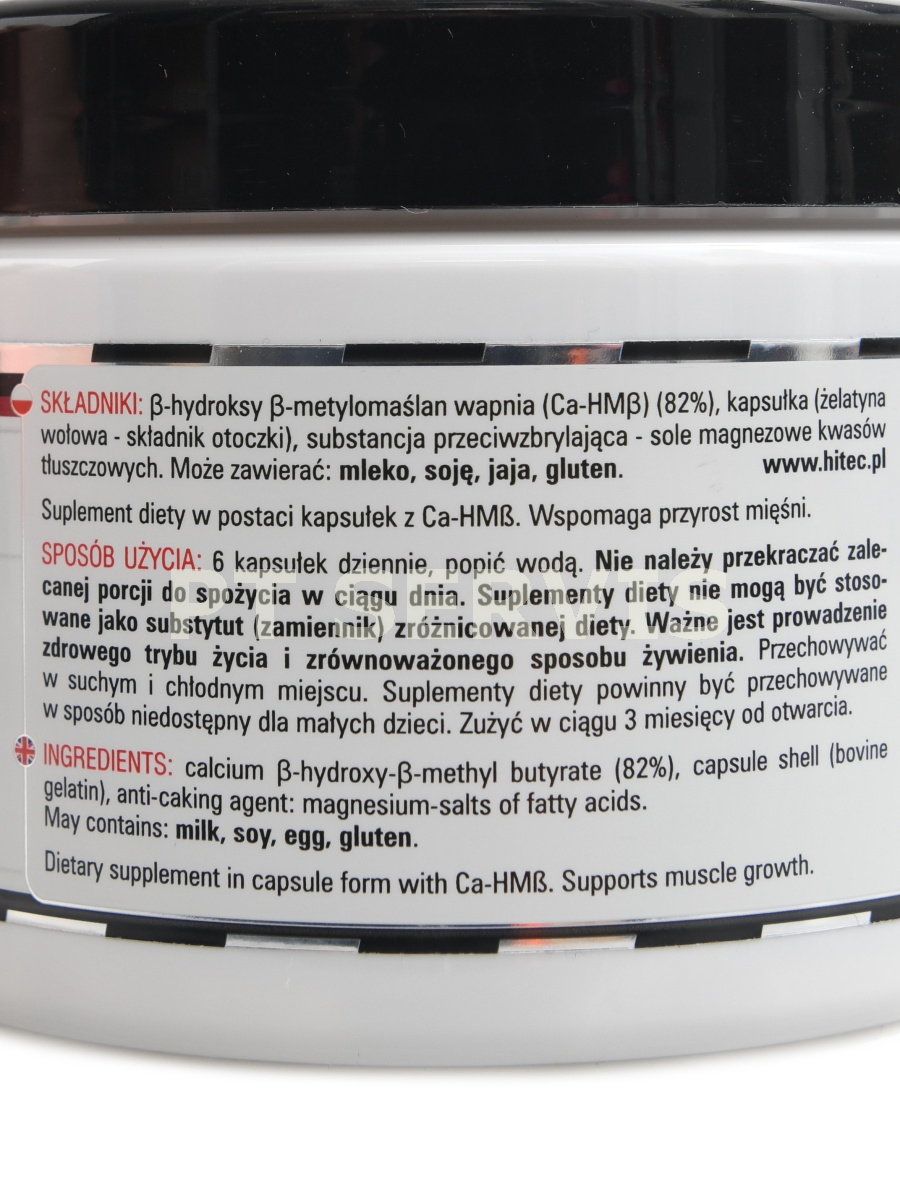 SKŁADNIKI: β-hydroksy β-metylomaślan wapnia (Ca-HMβ) (82%), kapsułka (żelatyna
wołowa - składnik otoczki), substancja przeciwzbrylająca - sole magnezowe kwasów
tłuszczowych. Może zawierać: mleko, soję, jaja, gluten. www.hitec.pl
Suplement diety w postaci kapsułek z Ca-HMß. Wspomaga przyrost mięśni.
SPOSÓB UŻYCIA: 6 kapsułek dziennie, popić wodą. Nie należy przekraczać zale-
canej porcji do spożycia w ciągu dnia. Suplementy diety nie mogą być stoso-
wane jako substytut (zamiennik) zróżnicowanej diety. Ważne jest prowadzenie
zdrowego trybu życia i zrównoważonego sposobu żywienia. Przechowywać
w suchym i chłodnym miejscu. Suplementy diety powinny być przechowywane
w sposób niedostępny dla małych dzieci. Zużyć w ciągu 3 miesięcy od otwarcia.
INGREDIENTS: calcium β-hydroxy-β-methyl butyrate (82%), capsule shell (bovine
gelatin), anti-caking agent: magnesium-salts of fatty acids.
May contains: milk, soy, egg, gluten.
Dietary supplement in capsule form with Ca-HMß. Supports muscle growth.
PT SERVIS